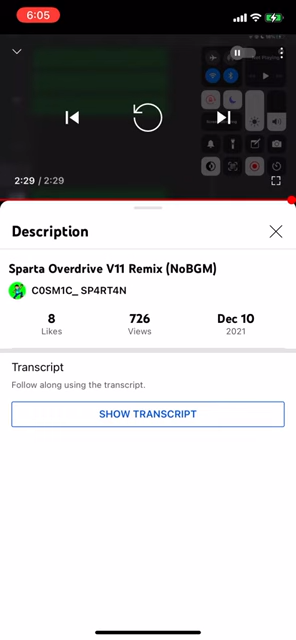 6:05
2:29 / 2:29
Description
Sparta Overdrive V11 Remix (NoBGM)
C0SM1C_ SP4RT4N
8
Likes
726
Views
Dec 10
2021
Transcript
Follow along using the transcript.
SHOW TRANSCRIPT